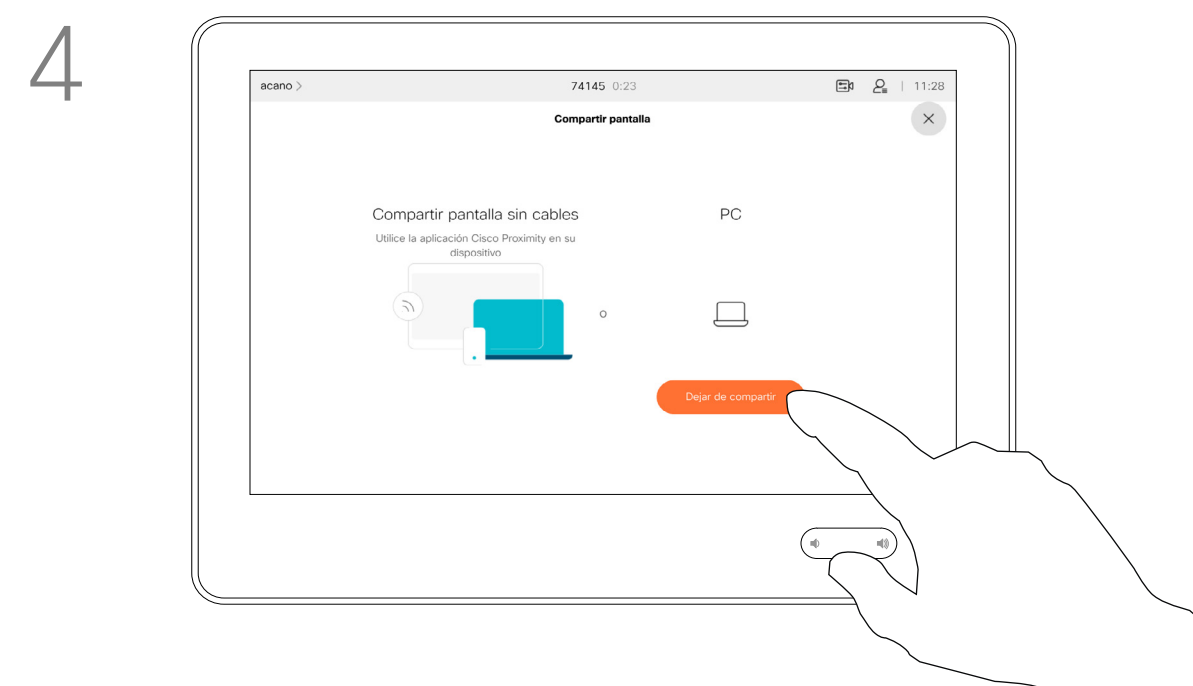 4
acano >
74145 0:23
| 11:28
Compartir pantalla
Compartir pantalla sin cables
Utilice la aplicación Cisco Proximity en su
dispositivo
o
PC
Dejar de compartir